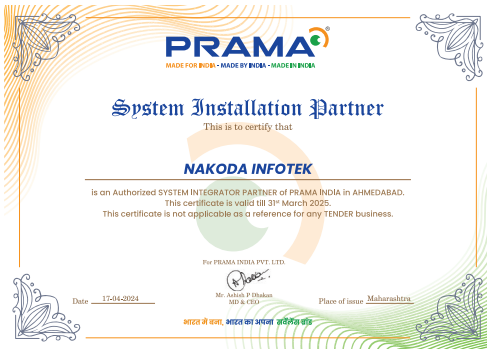 PRAMA
MADE FOR INDIA - MADE BY INDIA - MADE IN INDIA
System Installation Partner
This is to certify that
NAKODA INFOTEK
is an Authorized SYSTEM INTEGRATOR PARTNER of PRAMA INDIA in AHMEDABAD.
This certificate is valid till 31st March 2025.
This certificate is not applicable as a reference for any TENDER business.
For PRAMA INDIA PVT. LTD.
Mr. Ashish P Dhakan
MD & CEO
Date 17-04-2024
Place of issue Maharashtra
भारत में बना, भारत का अपना सर्वेलंस ब्रांड